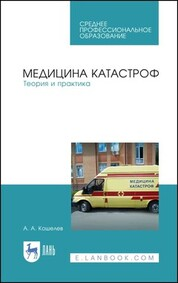 СРЕДНЕЕ
ПРОФЕССИОНАЛЬНОЕ
ОБРАЗОВАНИЕ
МЕДИЦИНА КАТАСТРОФ
Теория и практика
МЕДИЦИНА
КАТАСТРОФ
А. А. Кошелев
ЛАНЬ
E.LANBOOK.COM